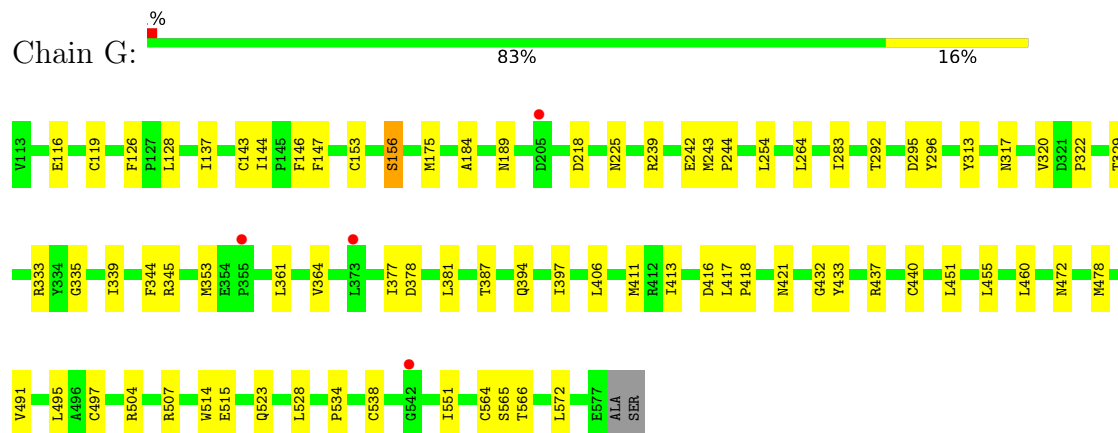 .%
Chain G:
83% 16%
V113 E116 C119 F126 P127 L128 I137 C143 I144 P145 F146 F147 C153 S156 M175 A184 N189 D205 D218 N225 R239 E242 M243 P244 L254 L264 I283 T292 D295 Y296 Y313 N317 V320 D321 P322 T329
R333 Y334 G335 I339 F344 R345 M353 E354 P355 L361 V364 L373 I377 D378 L381 T387 Q394 I397 L406 M411 R412 I413 D416 L417 P418 N421 G432 Y433 R437 C440 L451 L455 L460 N472 M478
V491 L495 A496 C497 R504 R507 W514 E515 Q523 L528 P534 C538 G542 I551 C564 S565 T566 L572 E577 ALA SER